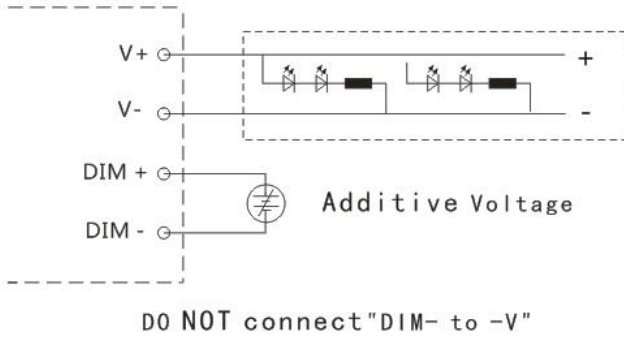 V+
+
V-
-
DIM +
Additive Voltage
DIM -
DO NOT connect"DIM- to -V"